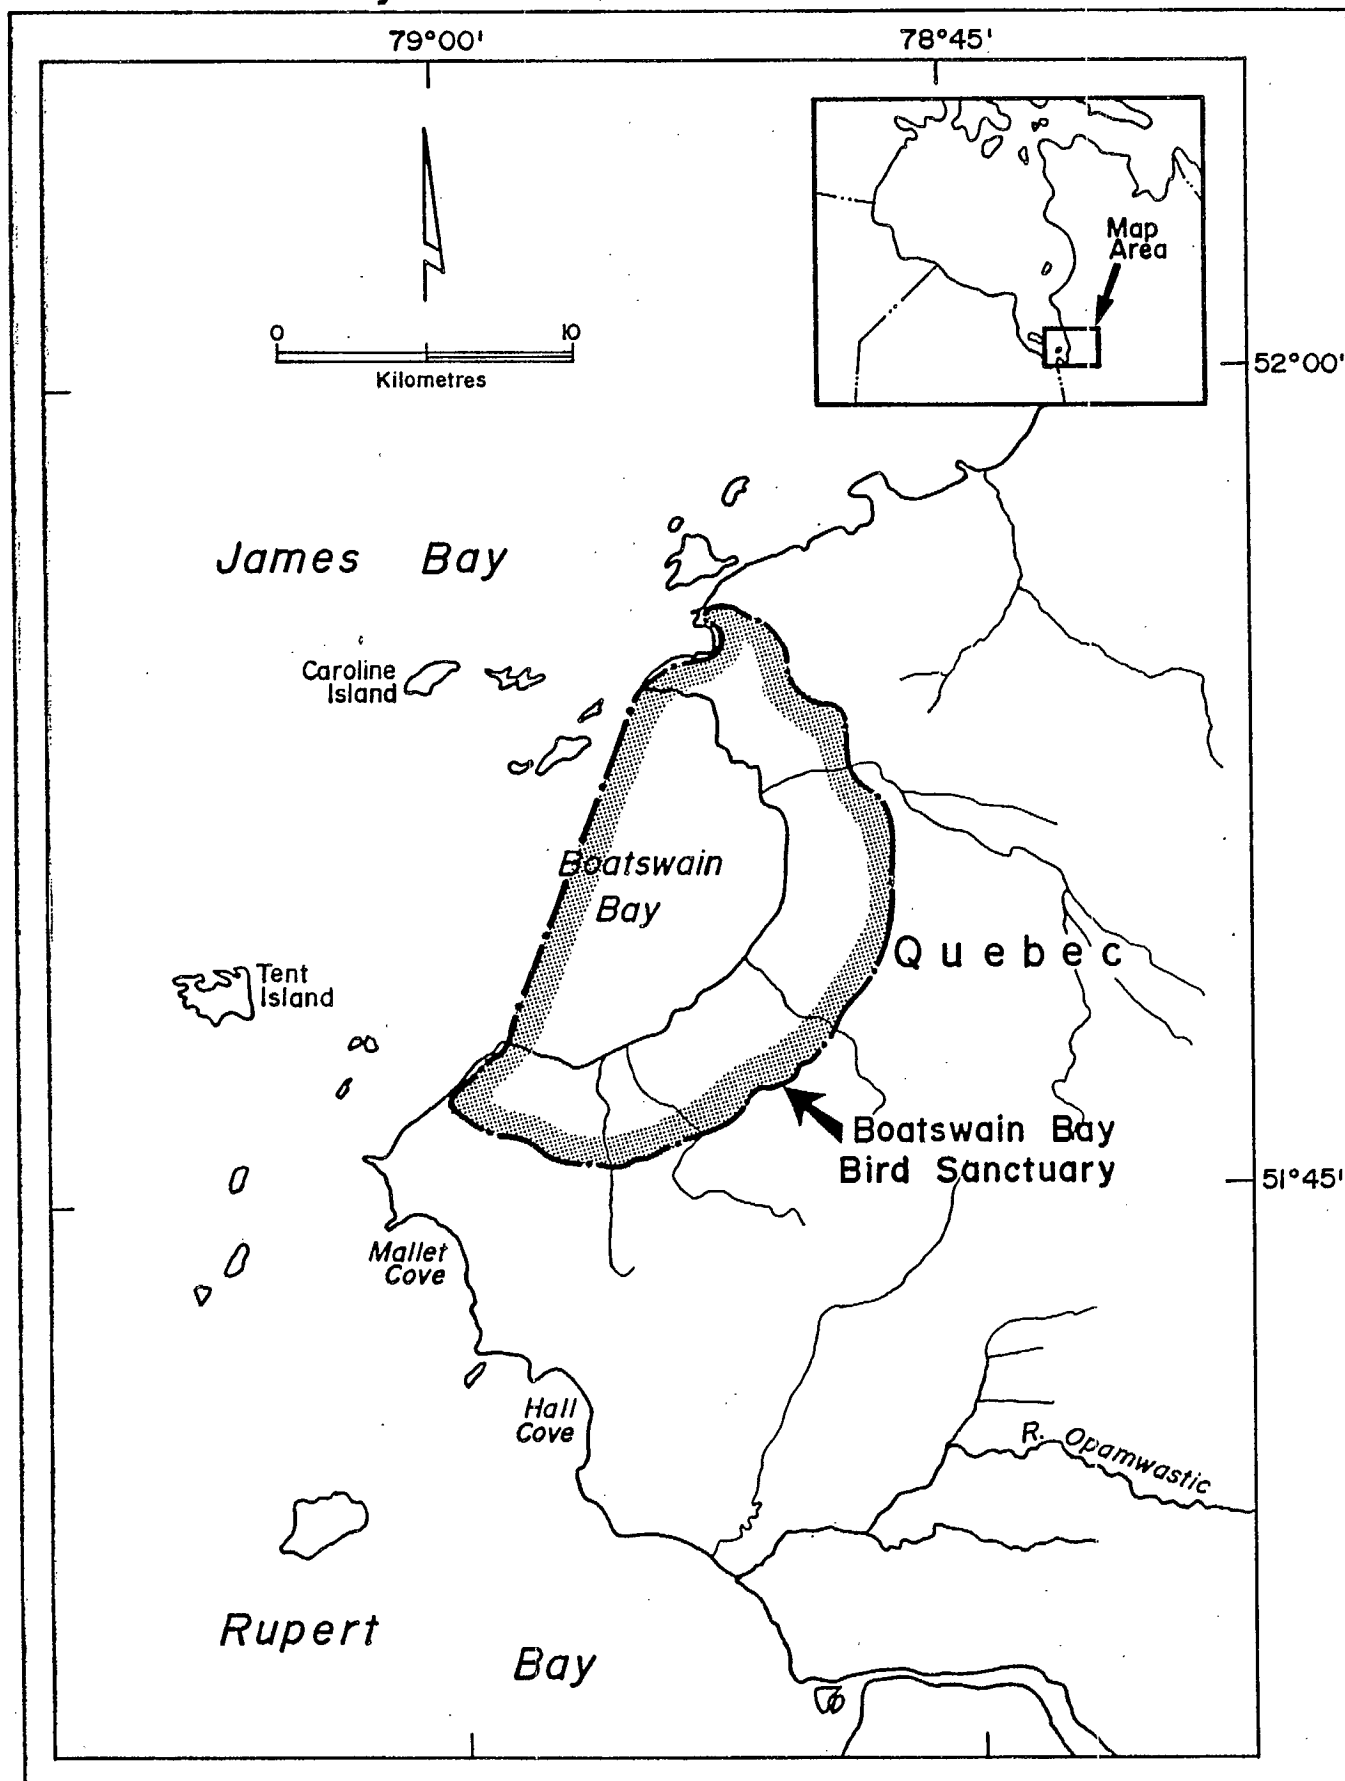 79°00'
78°45'
Map
Area
0
10
Kilometres
52°00'
James Bay
Caroline
Island
Boatswain
Bay
Quebec
Tent
Island
Boatswain Bay
Bird Sanctuary
51°45'
Mallet
Cove
Hall
Cove
R. Opamwastic
Rupert
Bay